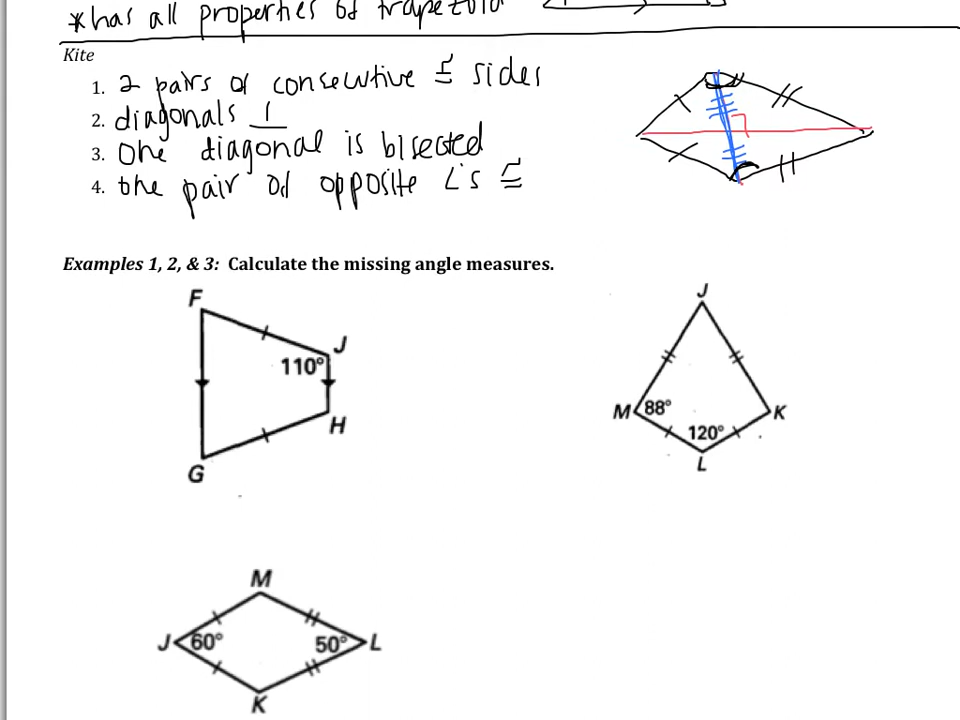 *has all properties of trapezoid
Kite
1. 2 pairs of consecutive ≅ sides
2. diagonals ⊥
3. One diagonal is bisected
4. the pair of opposite ∠'s ≅
Examples 1, 2, & 3: Calculate the missing angle measures.
F
J
110°
H
G
J
M 88°
K
120°
L
M
J 60°
50° L
K